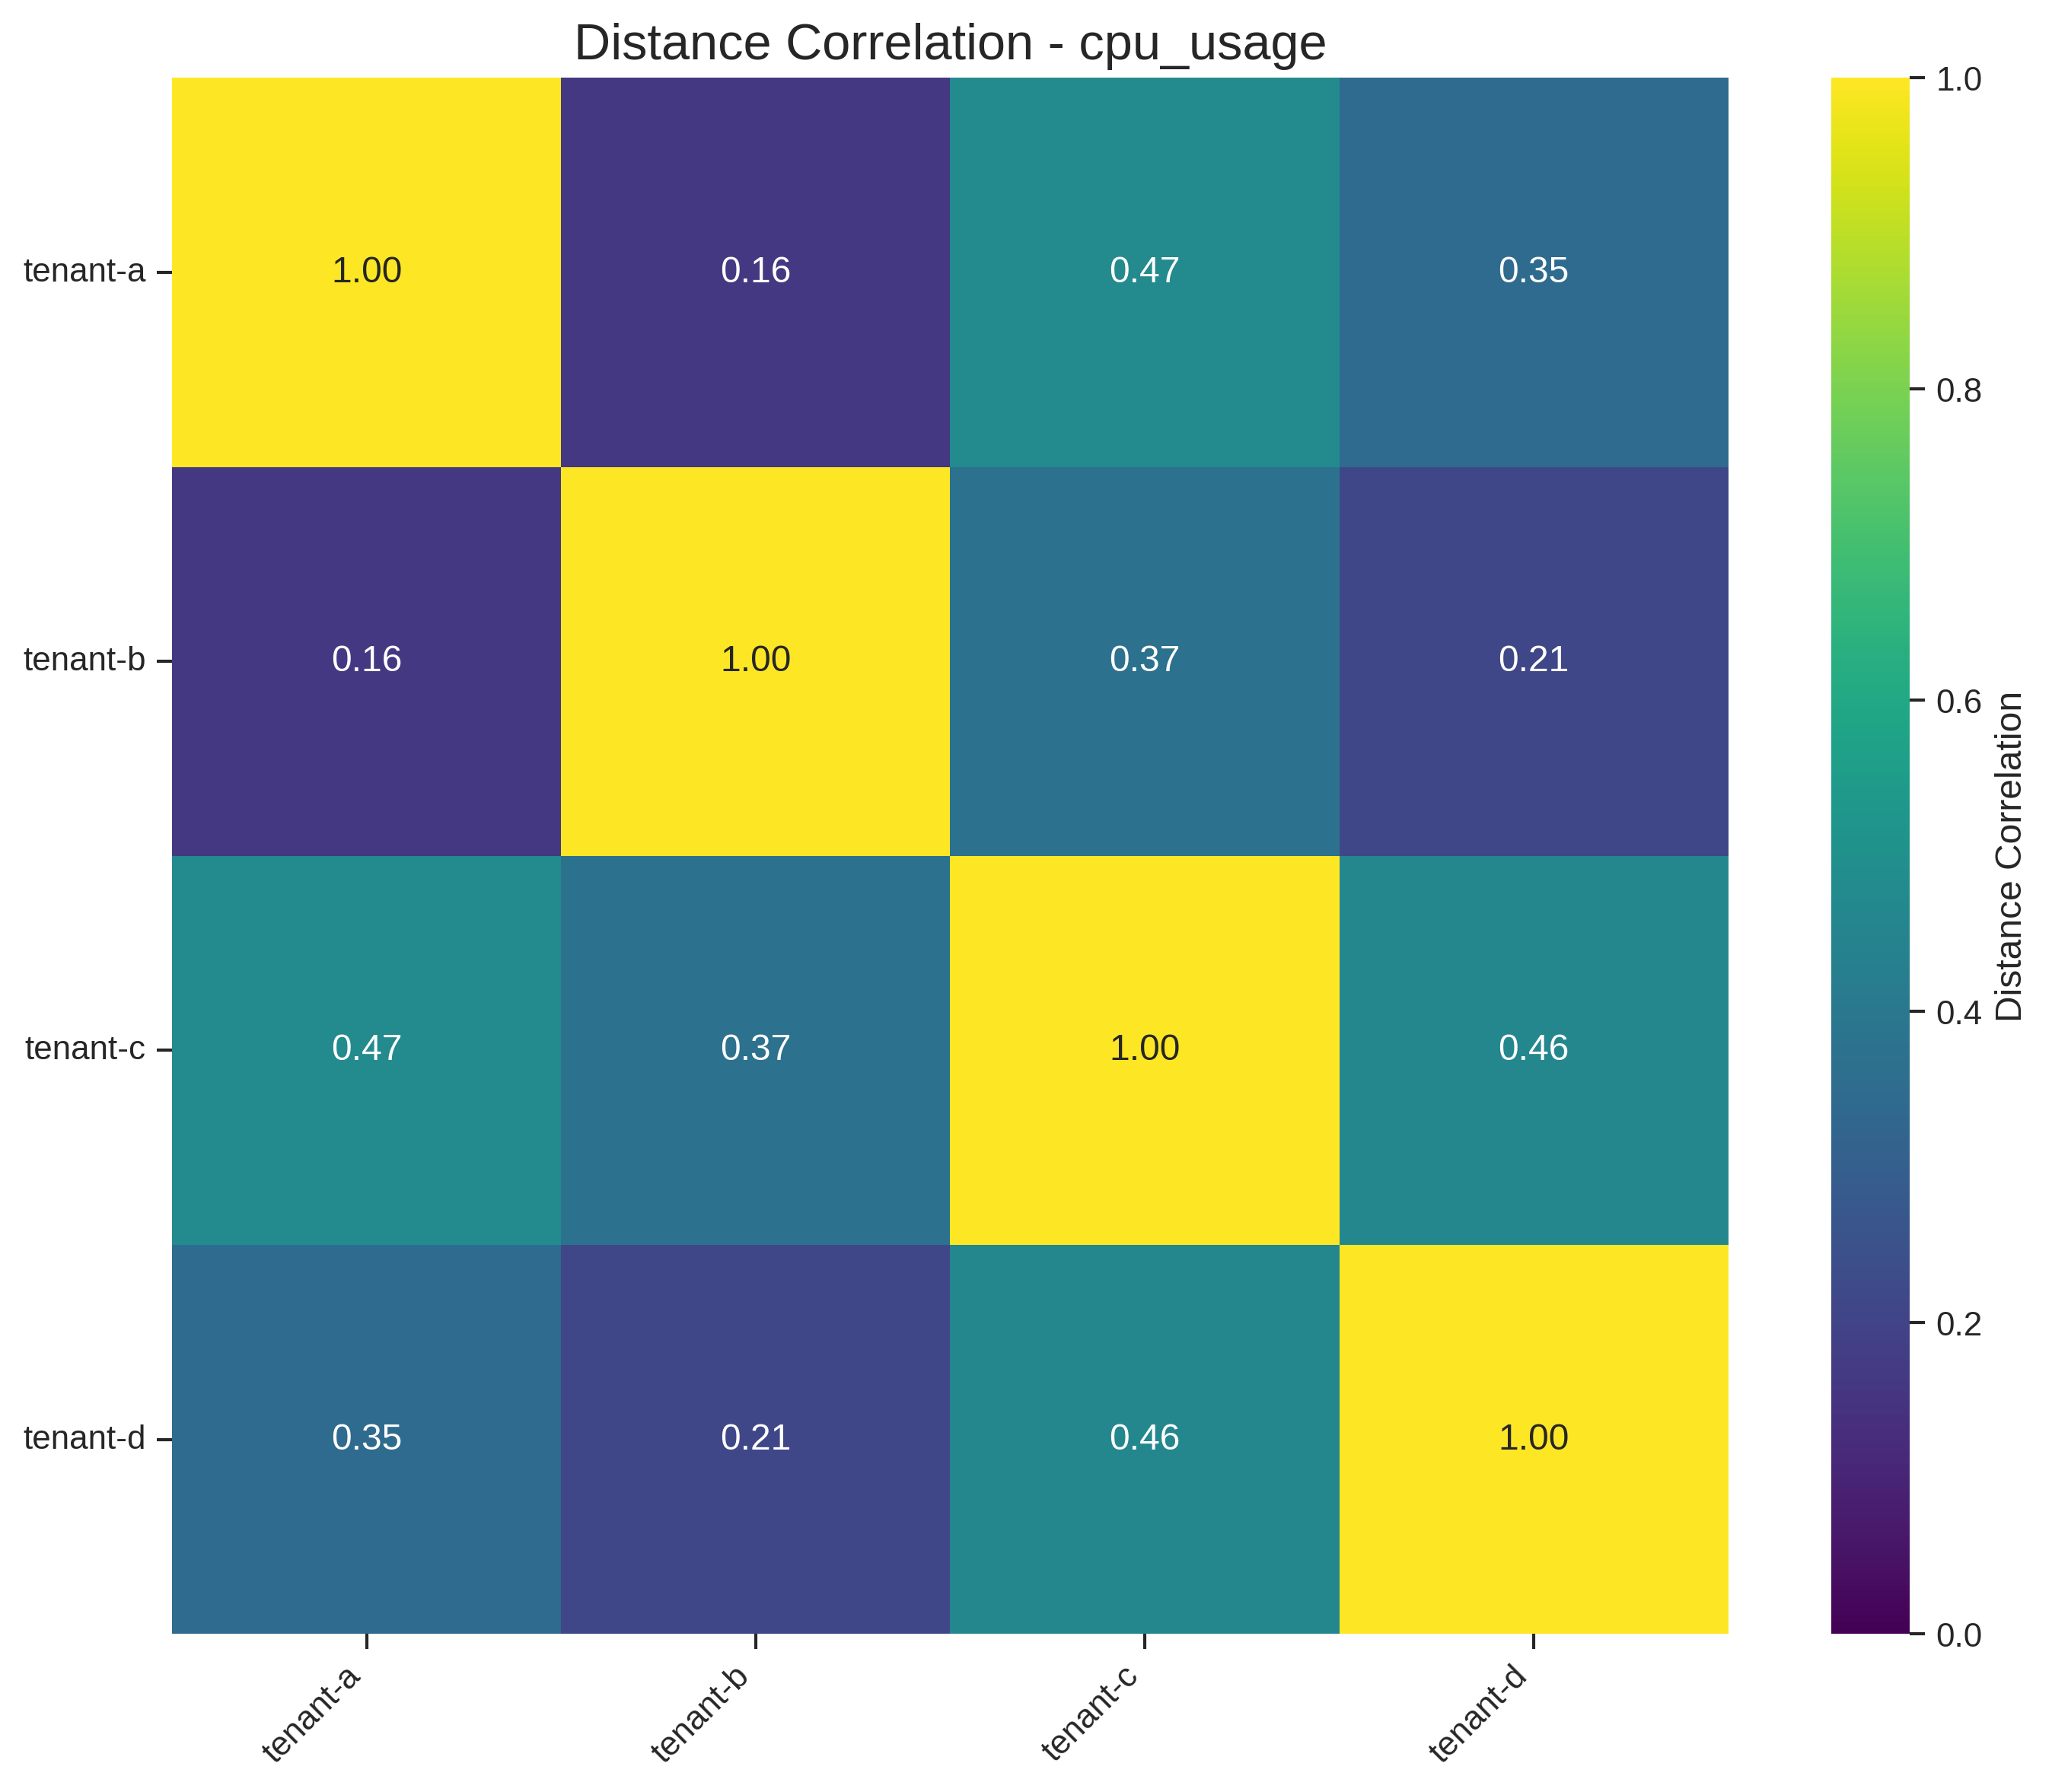 Distance Correlation - cpu_usage
tenant-a 1.00 0.16 0.47 0.35
tenant-b 0.16 1.00 0.37 0.21
tenant-c 0.47 0.37 1.00 0.46
tenant-d 0.35 0.21 0.46 1.00
tenant-a tenant-b tenant-c tenant-d
1.0
0.8
0.6
0.4
0.2
0.0
Distance Correlation